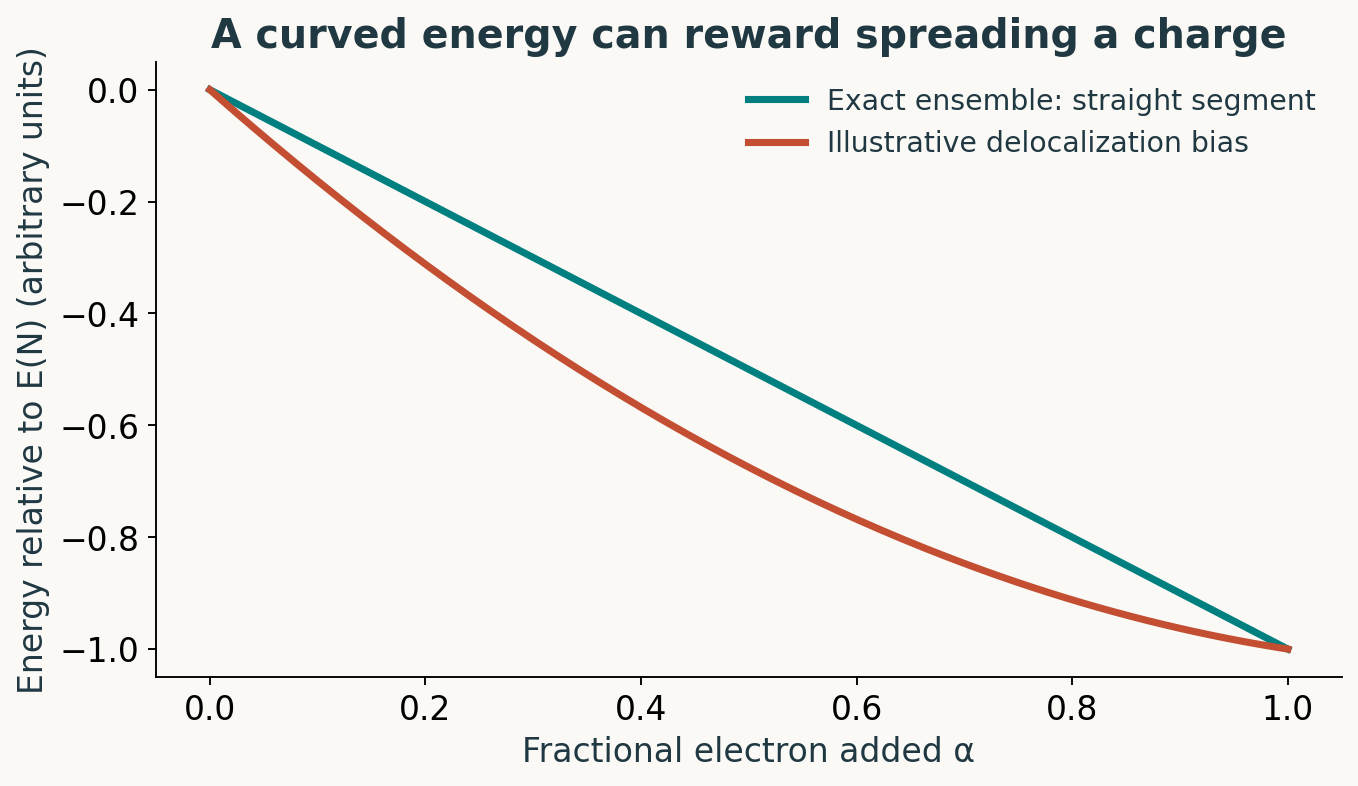 A curved energy can reward spreading a charge
Energy relative to E(N) (arbitrary units)
0.0
−0.2
−0.4
−0.6
−0.8
−1.0
Exact ensemble: straight segment
Illustrative delocalization bias
0.0 0.2 0.4 0.6 0.8 1.0
Fractional electron added α